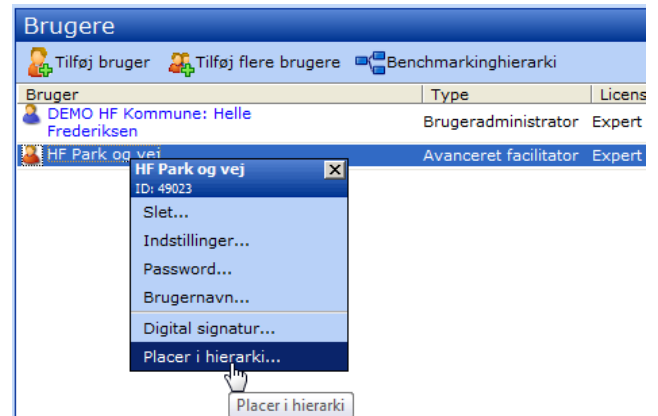 Brugere
Tilføj bruger Tilføj flere brugere Benchmarkinghierarki
Bruger Type Licens
DEMO HF Kommune: Helle
Frederiksen Brugeradministrator Expert
HF Park og vej Avanceret facilitator Expert
HF Park og vej
ID: 49023
Slet...
Indstillinger...
Password...
Brugernavn...
Digital signatur...
Placer i hierarki...
Placer i hierarki